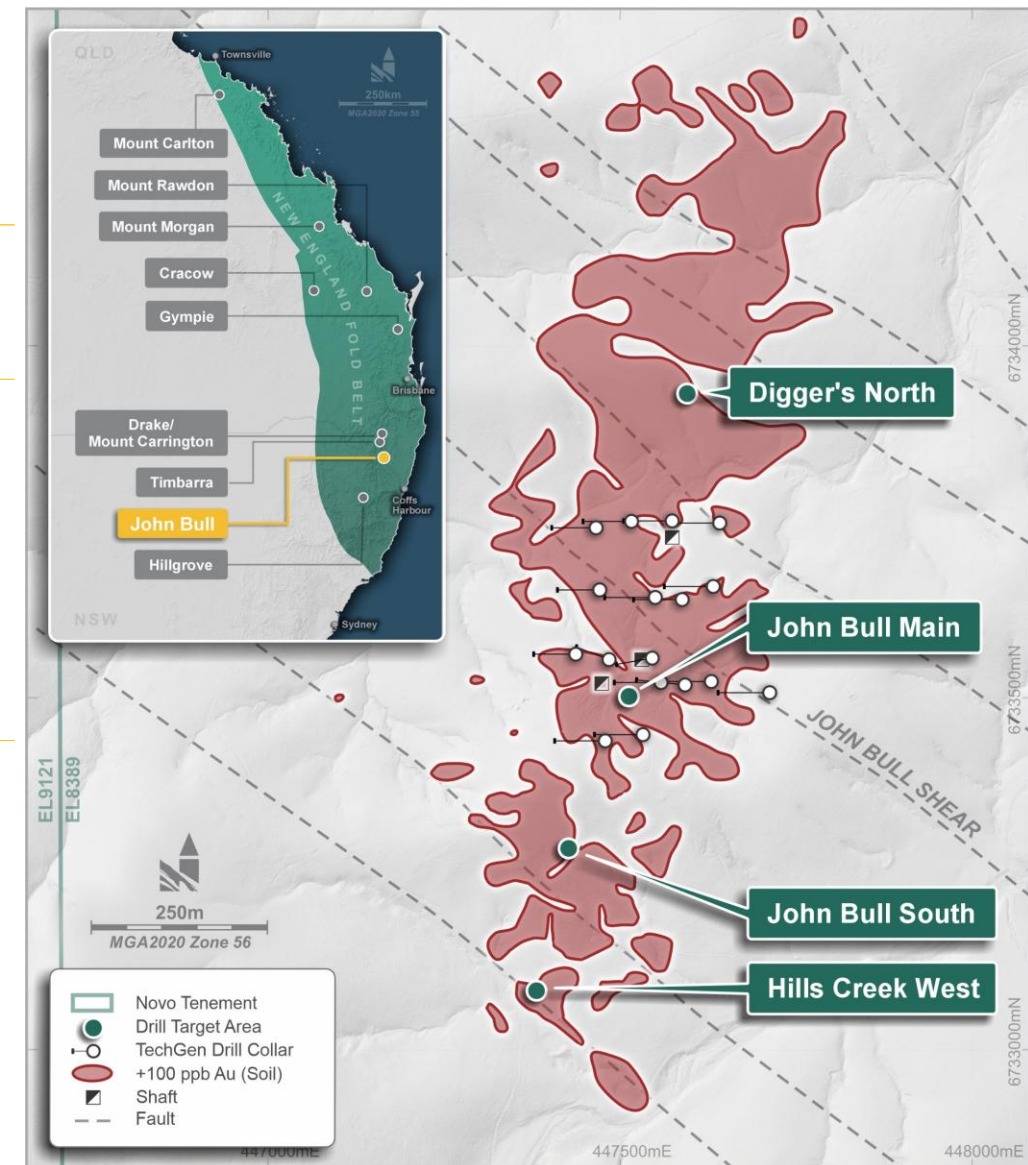 QLD
Townsville
250km
MGA2020 Zone 55
Mount Carlton
Mount Rawdon
Mount Morgan
Cracow
Gympie
NEW ENGLAND FOLD BELT
Brisbane
Drake/
Mount Carrington
Timbarra
Coffs
Harbour
John Bull
Hillgrove
NSW
Sydney
6734000mN
Digger's North
John Bull Main
6733500mN
JOHN BULL SHEAR
EL9121
EL8389
250m
MGA2020 Zone 56
John Bull South
Hills Creek West
6733000mN
Novo Tenement
Drill Target Area
TechGen Drill Collar
+100 ppb Au (Soil)
Shaft
Fault
447000mE
447500mE
448000mE